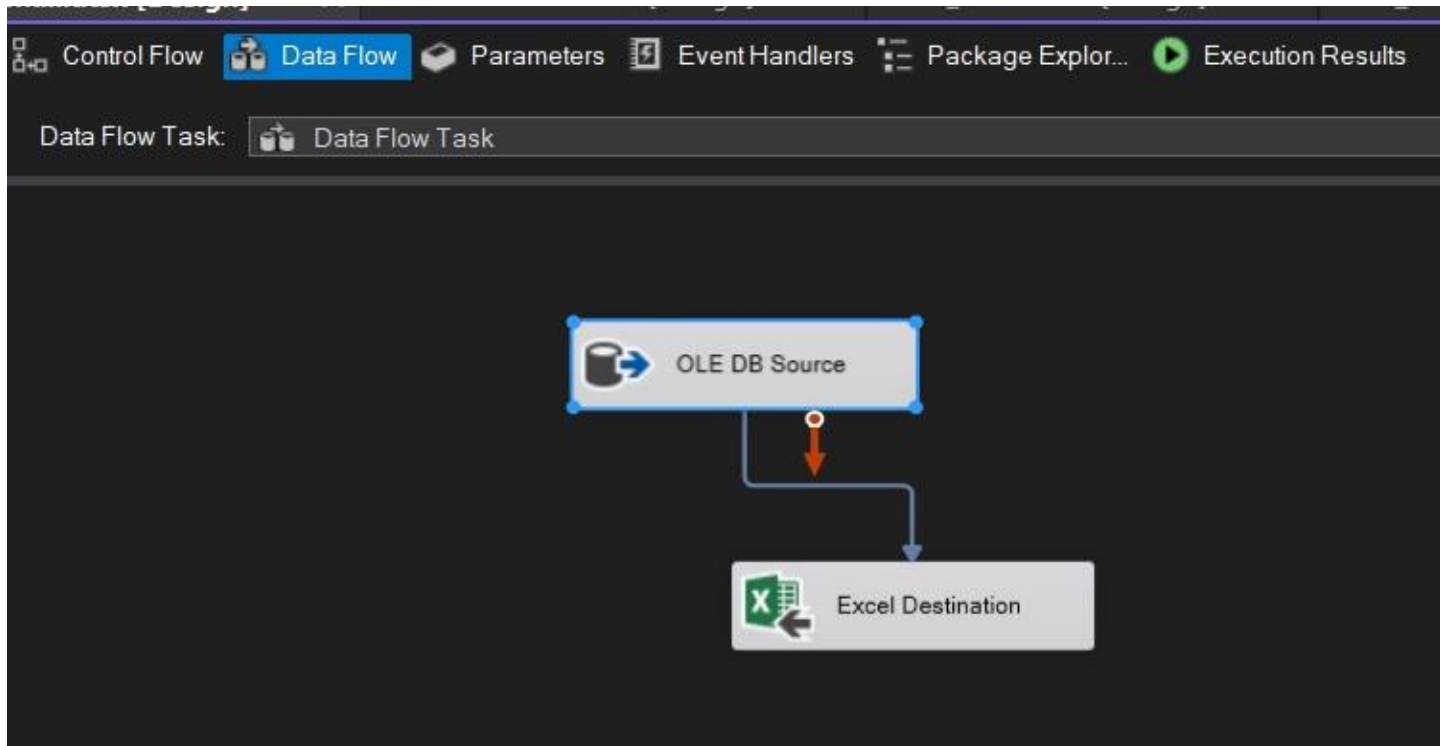 Control Flow Data Flow Parameters Event Handlers Package Explor... Execution Results
Data Flow Task: Data Flow Task
OLE DB Source
Excel Destination